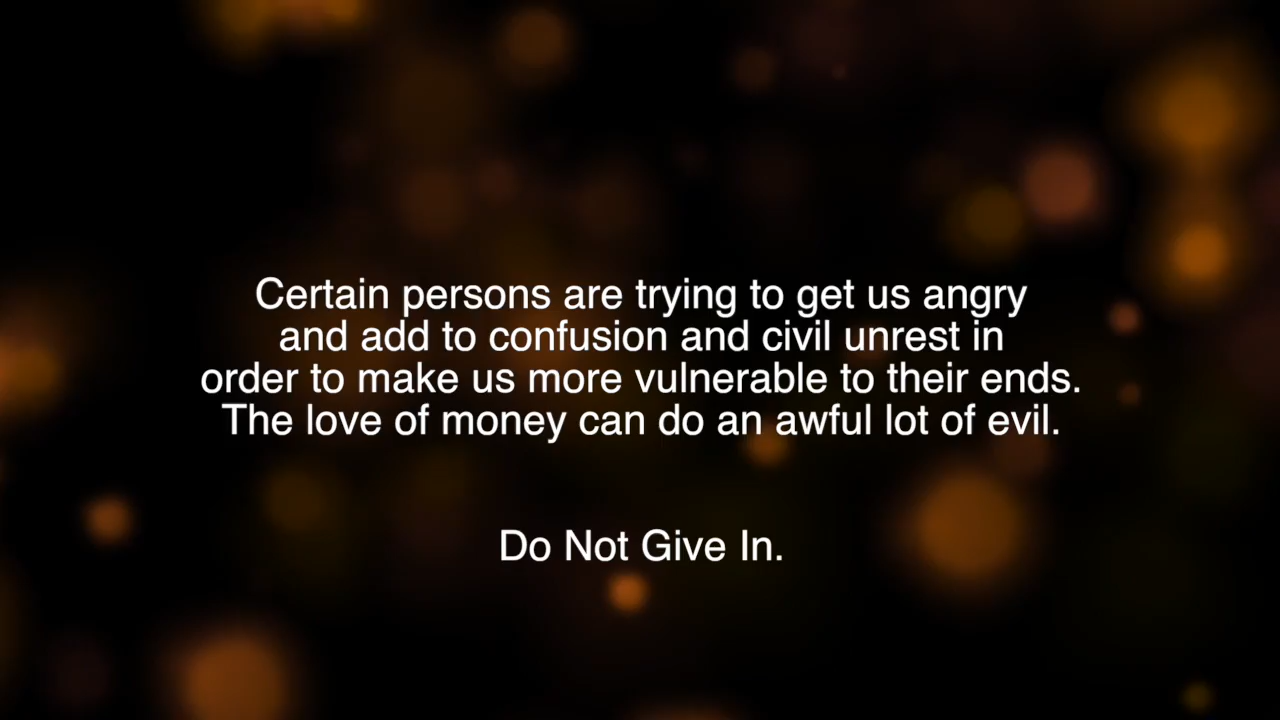 Certain persons are trying to get us angry
and add to confusion and civil unrest in
order to make us more vulnerable to their ends.
The love of money can do an awful lot of evil.
Do Not Give In.